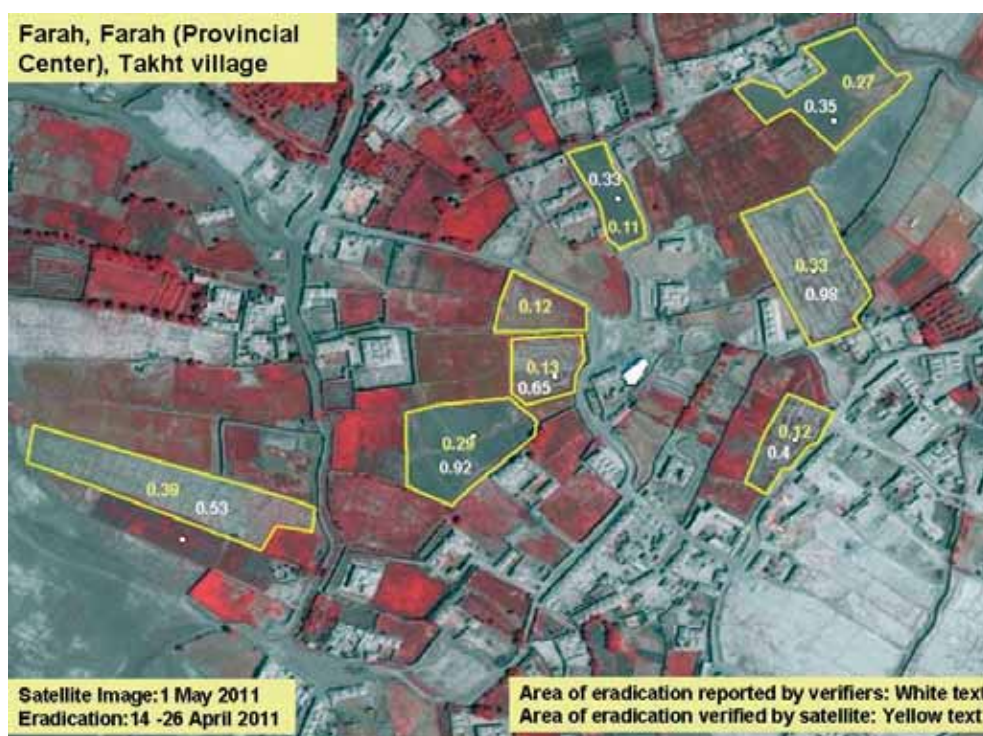 Farah, Farah (Provincial
Center), Takht village
0.27
0.35
0.33
0.11
0.33
0.98
0.12
0.13
0.65
0.29
0.92
0.12
0.4
0.39
0.53
Satellite Image: 1 May 2011
Eradication: 14 -26 April 2011
Area of eradication reported by verifiers: White text
Area of eradication verified by satellite: Yellow text